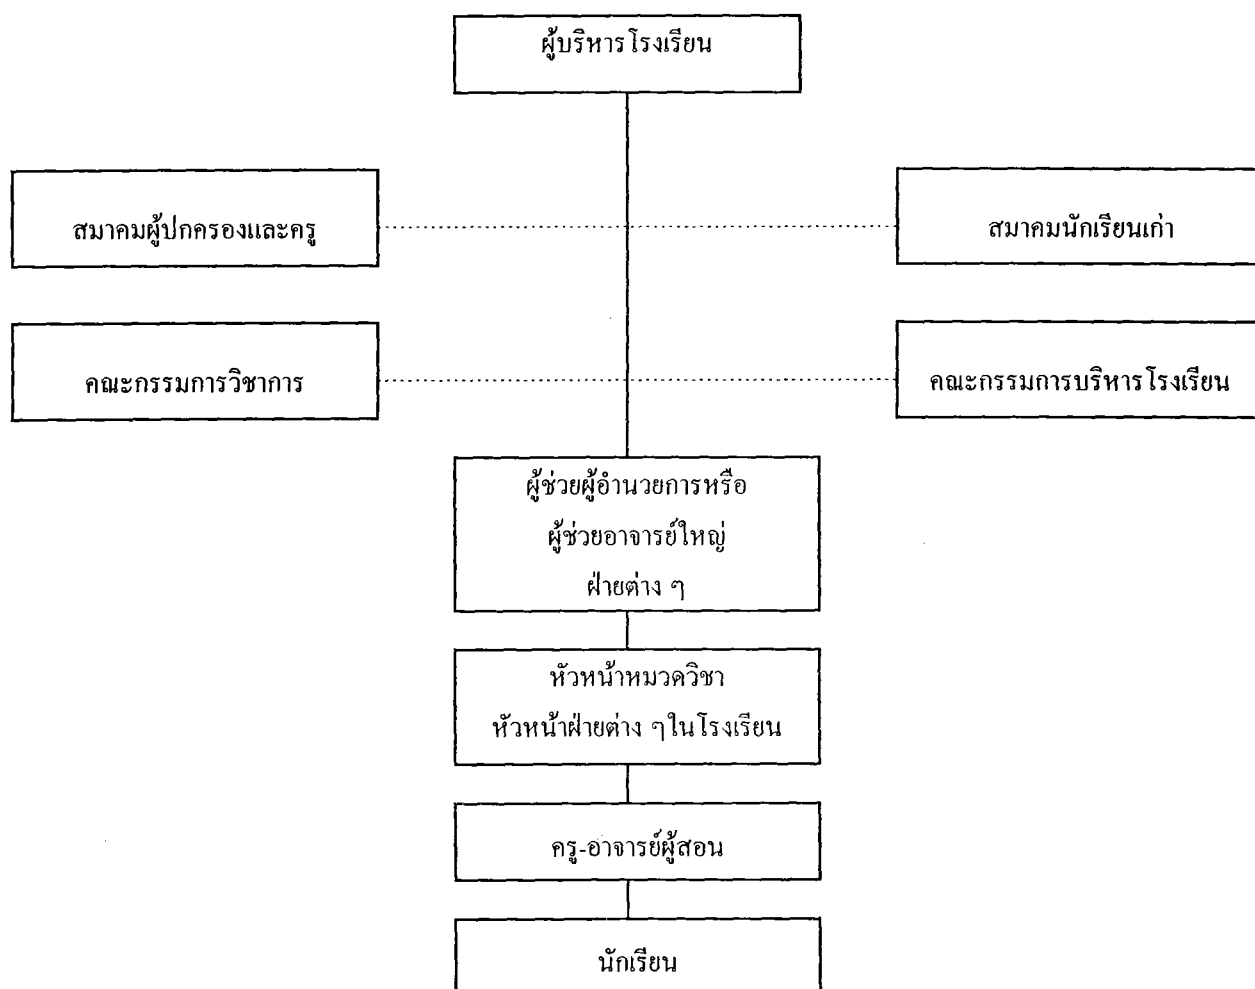 ผู้บริหารโรงเรียน
สมาคมผู้ปกครองและครู
สมาคมนักเรียนเก่า
คณะกรรมการวิชาการ
คณะกรรมการบริหารโรงเรียน
ผู้ช่วยผู้อำนวยการหรือ
ผู้ช่วยอาจารย์ใหญ่
ฝ่ายต่าง ๆ
หัวหน้าหมวดวิชา
หัวหน้าฝ่ายต่าง ๆในโรงเรียน
ครู-อาจารย์ผู้สอน
นักเรียน